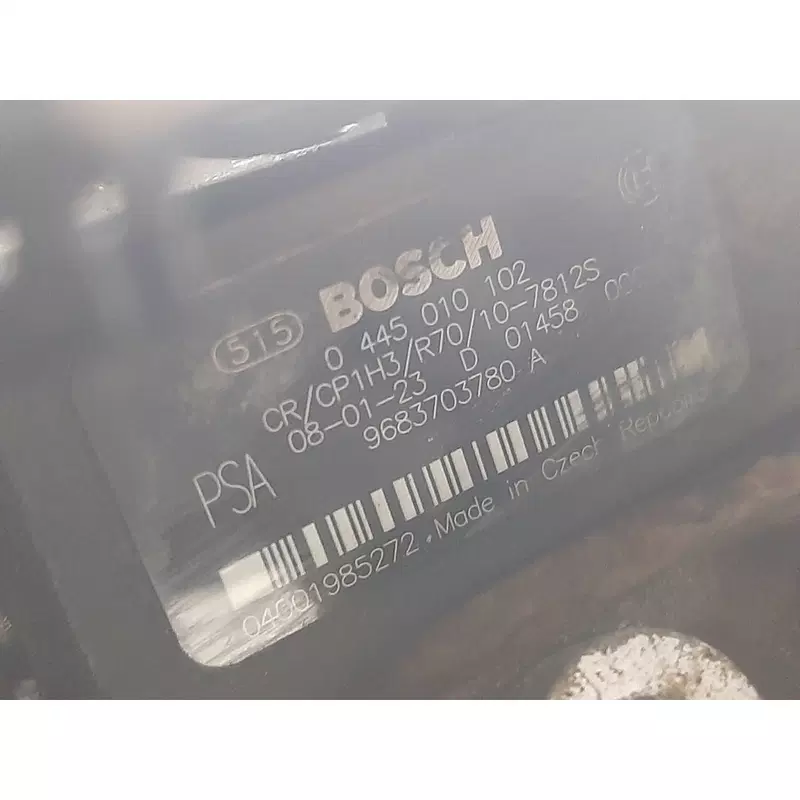 515 BOSCH
0 445 010 102
CR/CP1H3/R70/10-7812S
08-01-23 D 01458
9683703780 A
PSA
04001985272 Made in Czech Republic